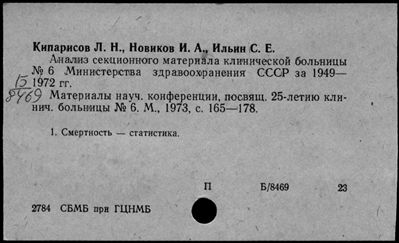 Кипарисов Л. Н., Новиков И. А., Ильин С. Е.
Анализ секционного материала клинической больницы
№ 6 Министерства здравоохранения СССР за 1949—
1972 гг.
Материалы науч. конференции, посвящ. 25-летию кли-
нич. больницы № 6. М., 1973, с. 165—178.
15
8469
1. Смертность — статистика.
П Б/8469 23
2784 СБМБ при ГЦНМБ